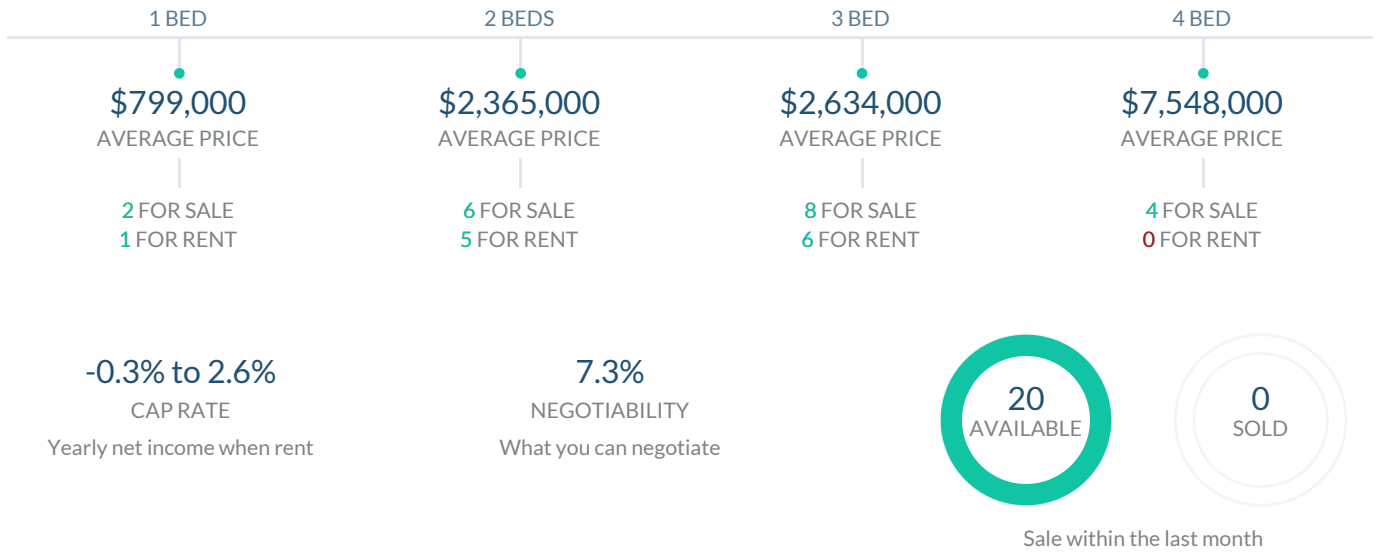 1 BED
2 BEDS
3 BED
4 BED
$799,000
$2,365,000
$2,634,000
$7,548,000
AVERAGE PRICE
AVERAGE PRICE
AVERAGE PRICE
AVERAGE PRICE
2 FOR SALE
6 FOR SALE
8 FOR SALE
4 FOR SALE
1 FOR RENT
5 FOR RENT
6 FOR RENT
0 FOR RENT
-0.3% to 2.6%
CAP RATE
Yearly net income when rent
7.3%
NEGOTIABILITY
What you can negotiate
20
AVAILABLE
0
SOLD
Sale within the last month